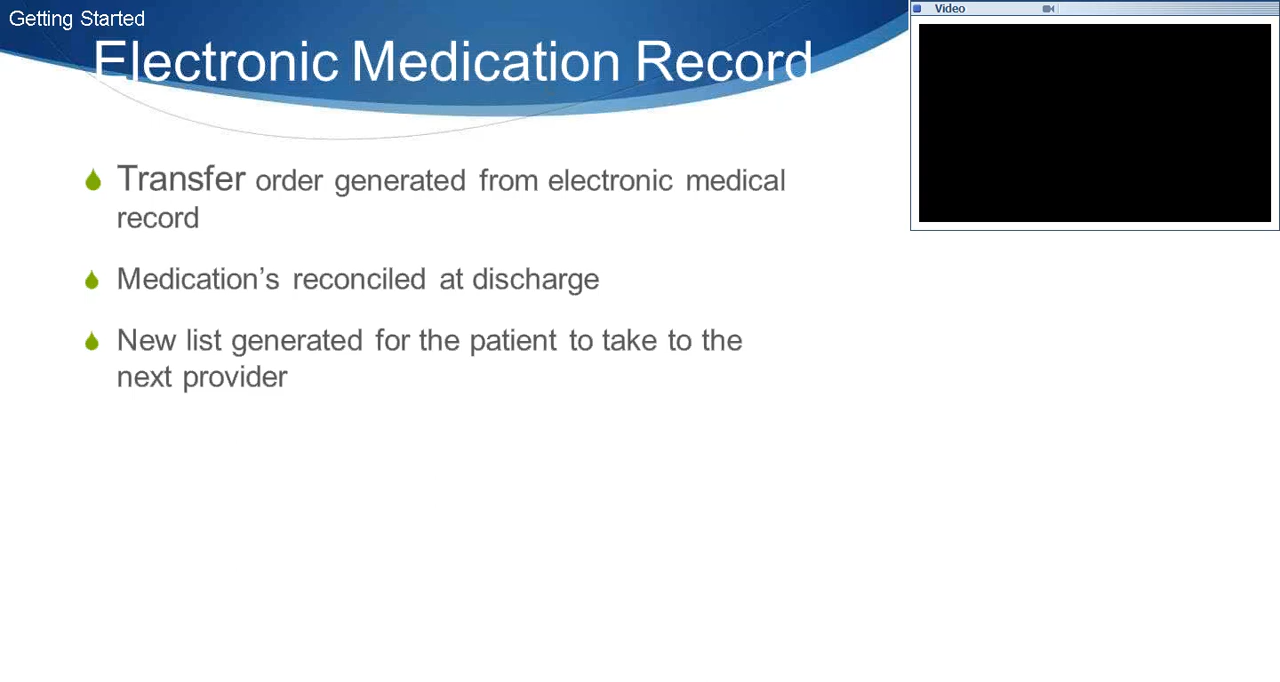 Getting Started
Video
Electronic Medication Record
Transfer order generated from electronic medical
record
Medication’s reconciled at discharge
New list generated for the patient to take to the
next provider